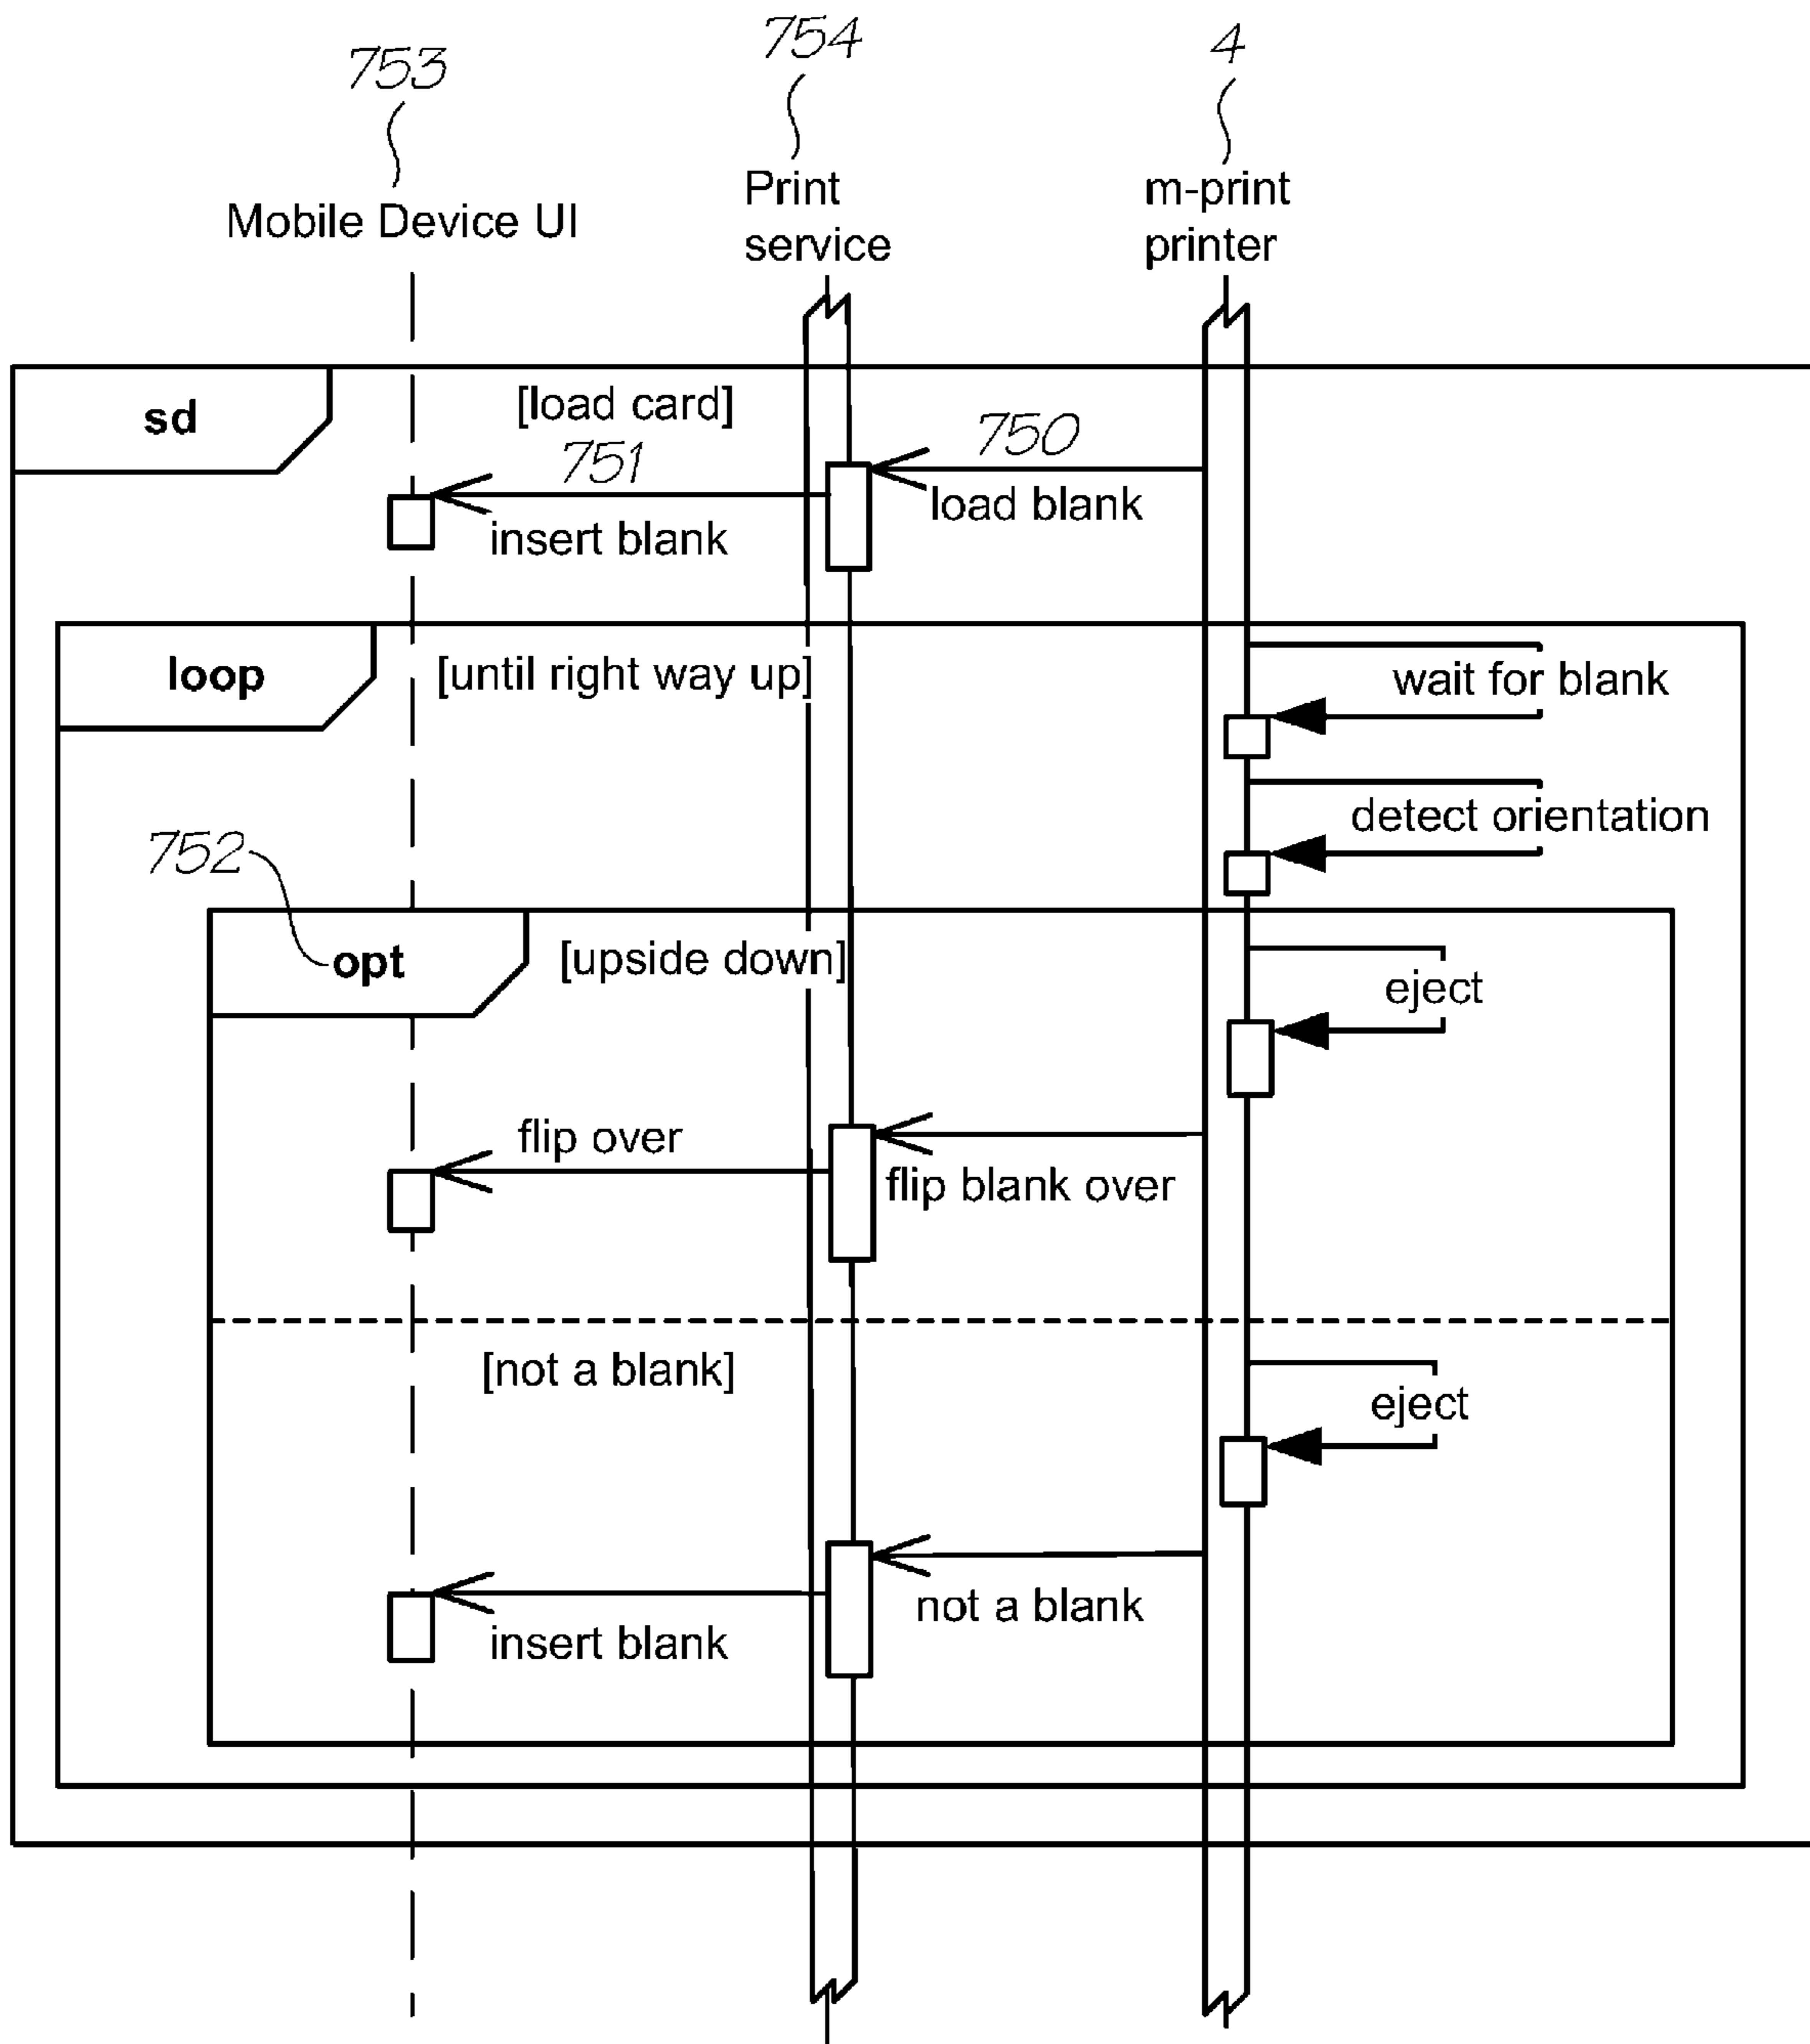 753
754
4
Mobile Device UI
Print
service
m-print
printer
sd
[load card]
750
751
load blank
insert blank
loop
[until right way up]
wait for blank
detect orientation
752
opt
[upside down]
eject
flip over
flip blank over
[not a blank]
eject
not a blank
insert blank